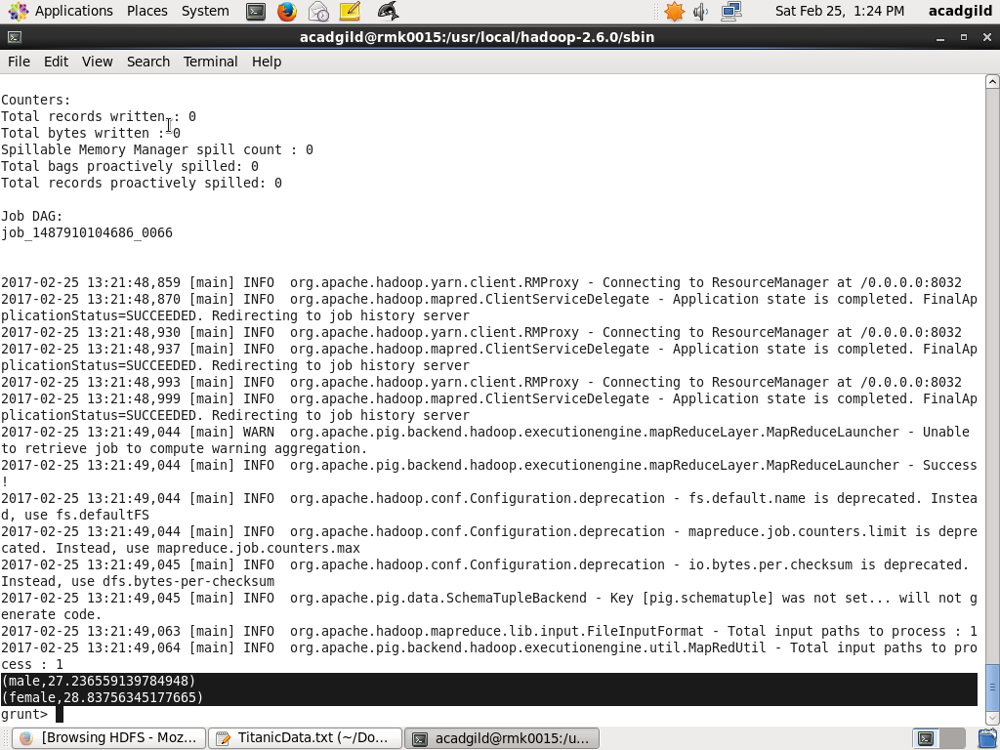 Applications Places System
Sat Feb 25, 1:24 PM acadgild
acadgild@rmk0015:/usr/local/hadoop-2.6.0/sbin
File Edit View Search Terminal Help
Counters:
Total records written : 0
Total bytes written : 0
Spillable Memory Manager spill count : 0
Total bags proactively spilled: 0
Total records proactively spilled: 0
Job DAG:
job_1487910104686_0066
2017-02-25 13:21:48,859 [main] INFO  org.apache.hadoop.yarn.client.RMProxy - Connecting to ResourceManager at /0.0.0.0:8032
2017-02-25 13:21:48,870 [main] INFO  org.apache.hadoop.mapred.ClientServiceDelegate - Application state is completed. FinalAp
plicationStatus=SUCCEEDED. Redirecting to job history server
2017-02-25 13:21:48,930 [main] INFO  org.apache.hadoop.yarn.client.RMProxy - Connecting to ResourceManager at /0.0.0.0:8032
2017-02-25 13:21:48,937 [main] INFO  org.apache.hadoop.mapred.ClientServiceDelegate - Application state is completed. FinalAp
plicationStatus=SUCCEEDED. Redirecting to job history server
2017-02-25 13:21:48,993 [main] INFO  org.apache.hadoop.yarn.client.RMProxy - Connecting to ResourceManager at /0.0.0.0:8032
2017-02-25 13:21:48,999 [main] INFO  org.apache.hadoop.mapred.ClientServiceDelegate - Application state is completed. FinalAp
plicationStatus=SUCCEEDED. Redirecting to job history server
2017-02-25 13:21:49,044 [main] WARN  org.apache.pig.backend.hadoop.executionengine.mapReduceLayer.MapReduceLauncher - Unable
to retrieve job to compute warning aggregation.
2017-02-25 13:21:49,044 [main] INFO  org.apache.pig.backend.hadoop.executionengine.mapReduceLayer.MapReduceLauncher - Success
!
2017-02-25 13:21:49,044 [main] INFO  org.apache.hadoop.conf.Configuration.deprecation - fs.default.name is deprecated. Instea
d, use fs.defaultFS
2017-02-25 13:21:49,044 [main] INFO  org.apache.hadoop.conf.Configuration.deprecation - mapreduce.job.counters.limit is depre
cated. Instead, use mapreduce.job.counters.max
2017-02-25 13:21:49,045 [main] INFO  org.apache.hadoop.conf.Configuration.deprecation - io.bytes.per.checksum is deprecated.
Instead, use dfs.bytes-per-checksum
2017-02-25 13:21:49,045 [main] INFO  org.apache.pig.data.SchemaTupleBackend - Key [pig.schematuple] was not set... will not g
enerate code.
2017-02-25 13:21:49,063 [main] INFO  org.apache.hadoop.mapreduce.lib.input.FileInputFormat - Total input paths to process : 1
2017-02-25 13:21:49,064 [main] INFO  org.apache.pig.backend.hadoop.executionengine.util.MapRedUtil - Total input paths to pro
cess : 1
(male,27.236559139784948)
(female,28.83756345177665)
grunt>
[Browsing HDFS - Moz... TitanicData.txt (~/Do... acadgild@rmk0015:/u...